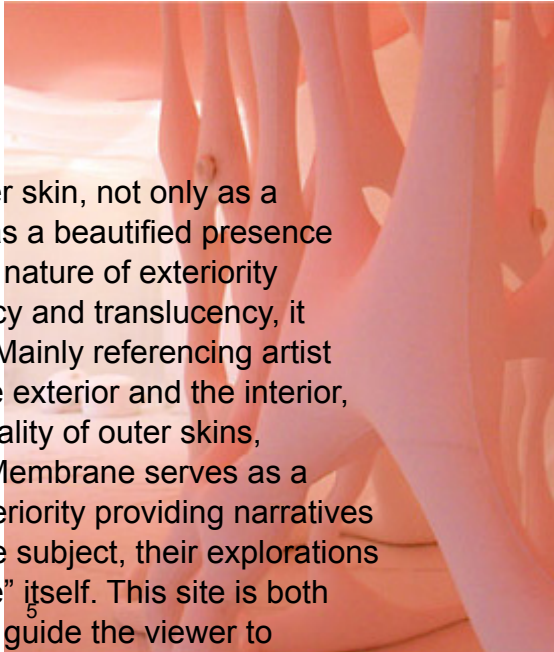 er skin, not only as a
as a beautified presence
nature of exteriority
cy and translucency, it
Mainly referencing artist
e exterior and the interior,
ality of outer skins,
Membrane serves as a
eriority providing narratives
e subject, their explorations
e” itself. This site is both
5
guide the viewer to